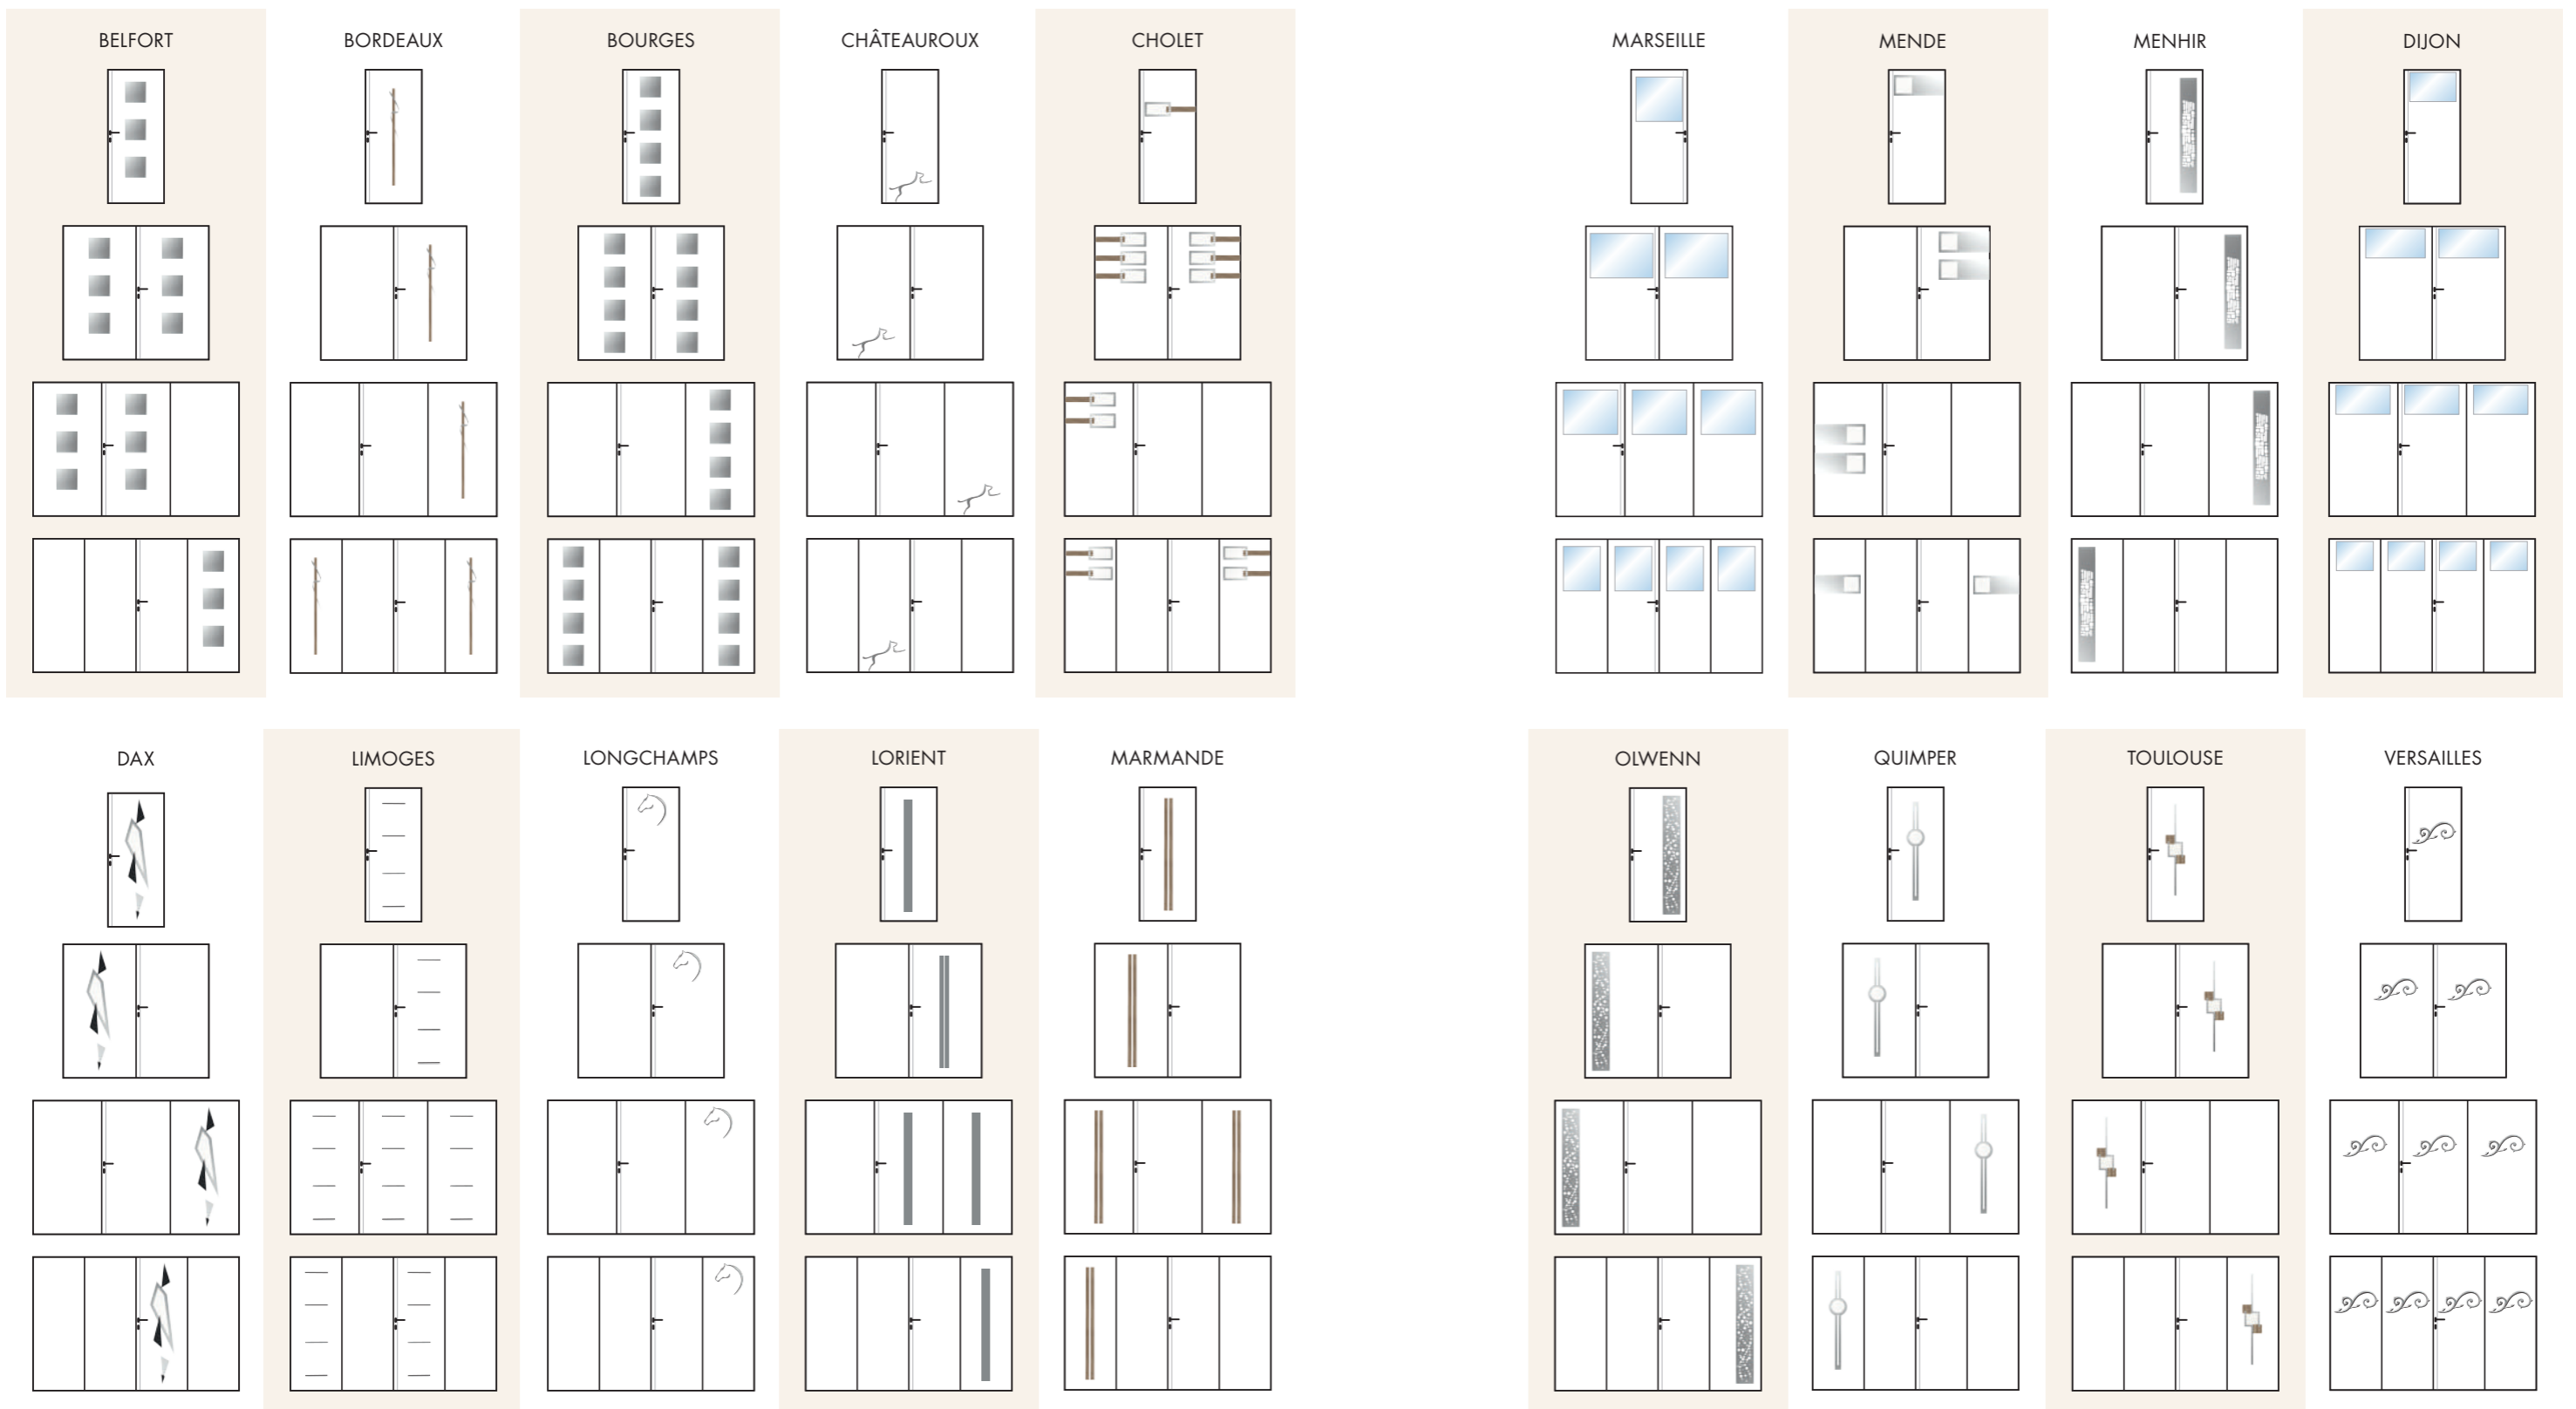 BELFORT
BORDEAUX
BOURGES
CHÂTEAUROUX
CHOLET
MARSEILLE
MENDE
MENHIR
DIJON
DAX
LIMOGES
LONGCHAMPS
LORIENT
MARMANDE
OLWENN
QUIMPER
TOULOUSE
VERSAILLES